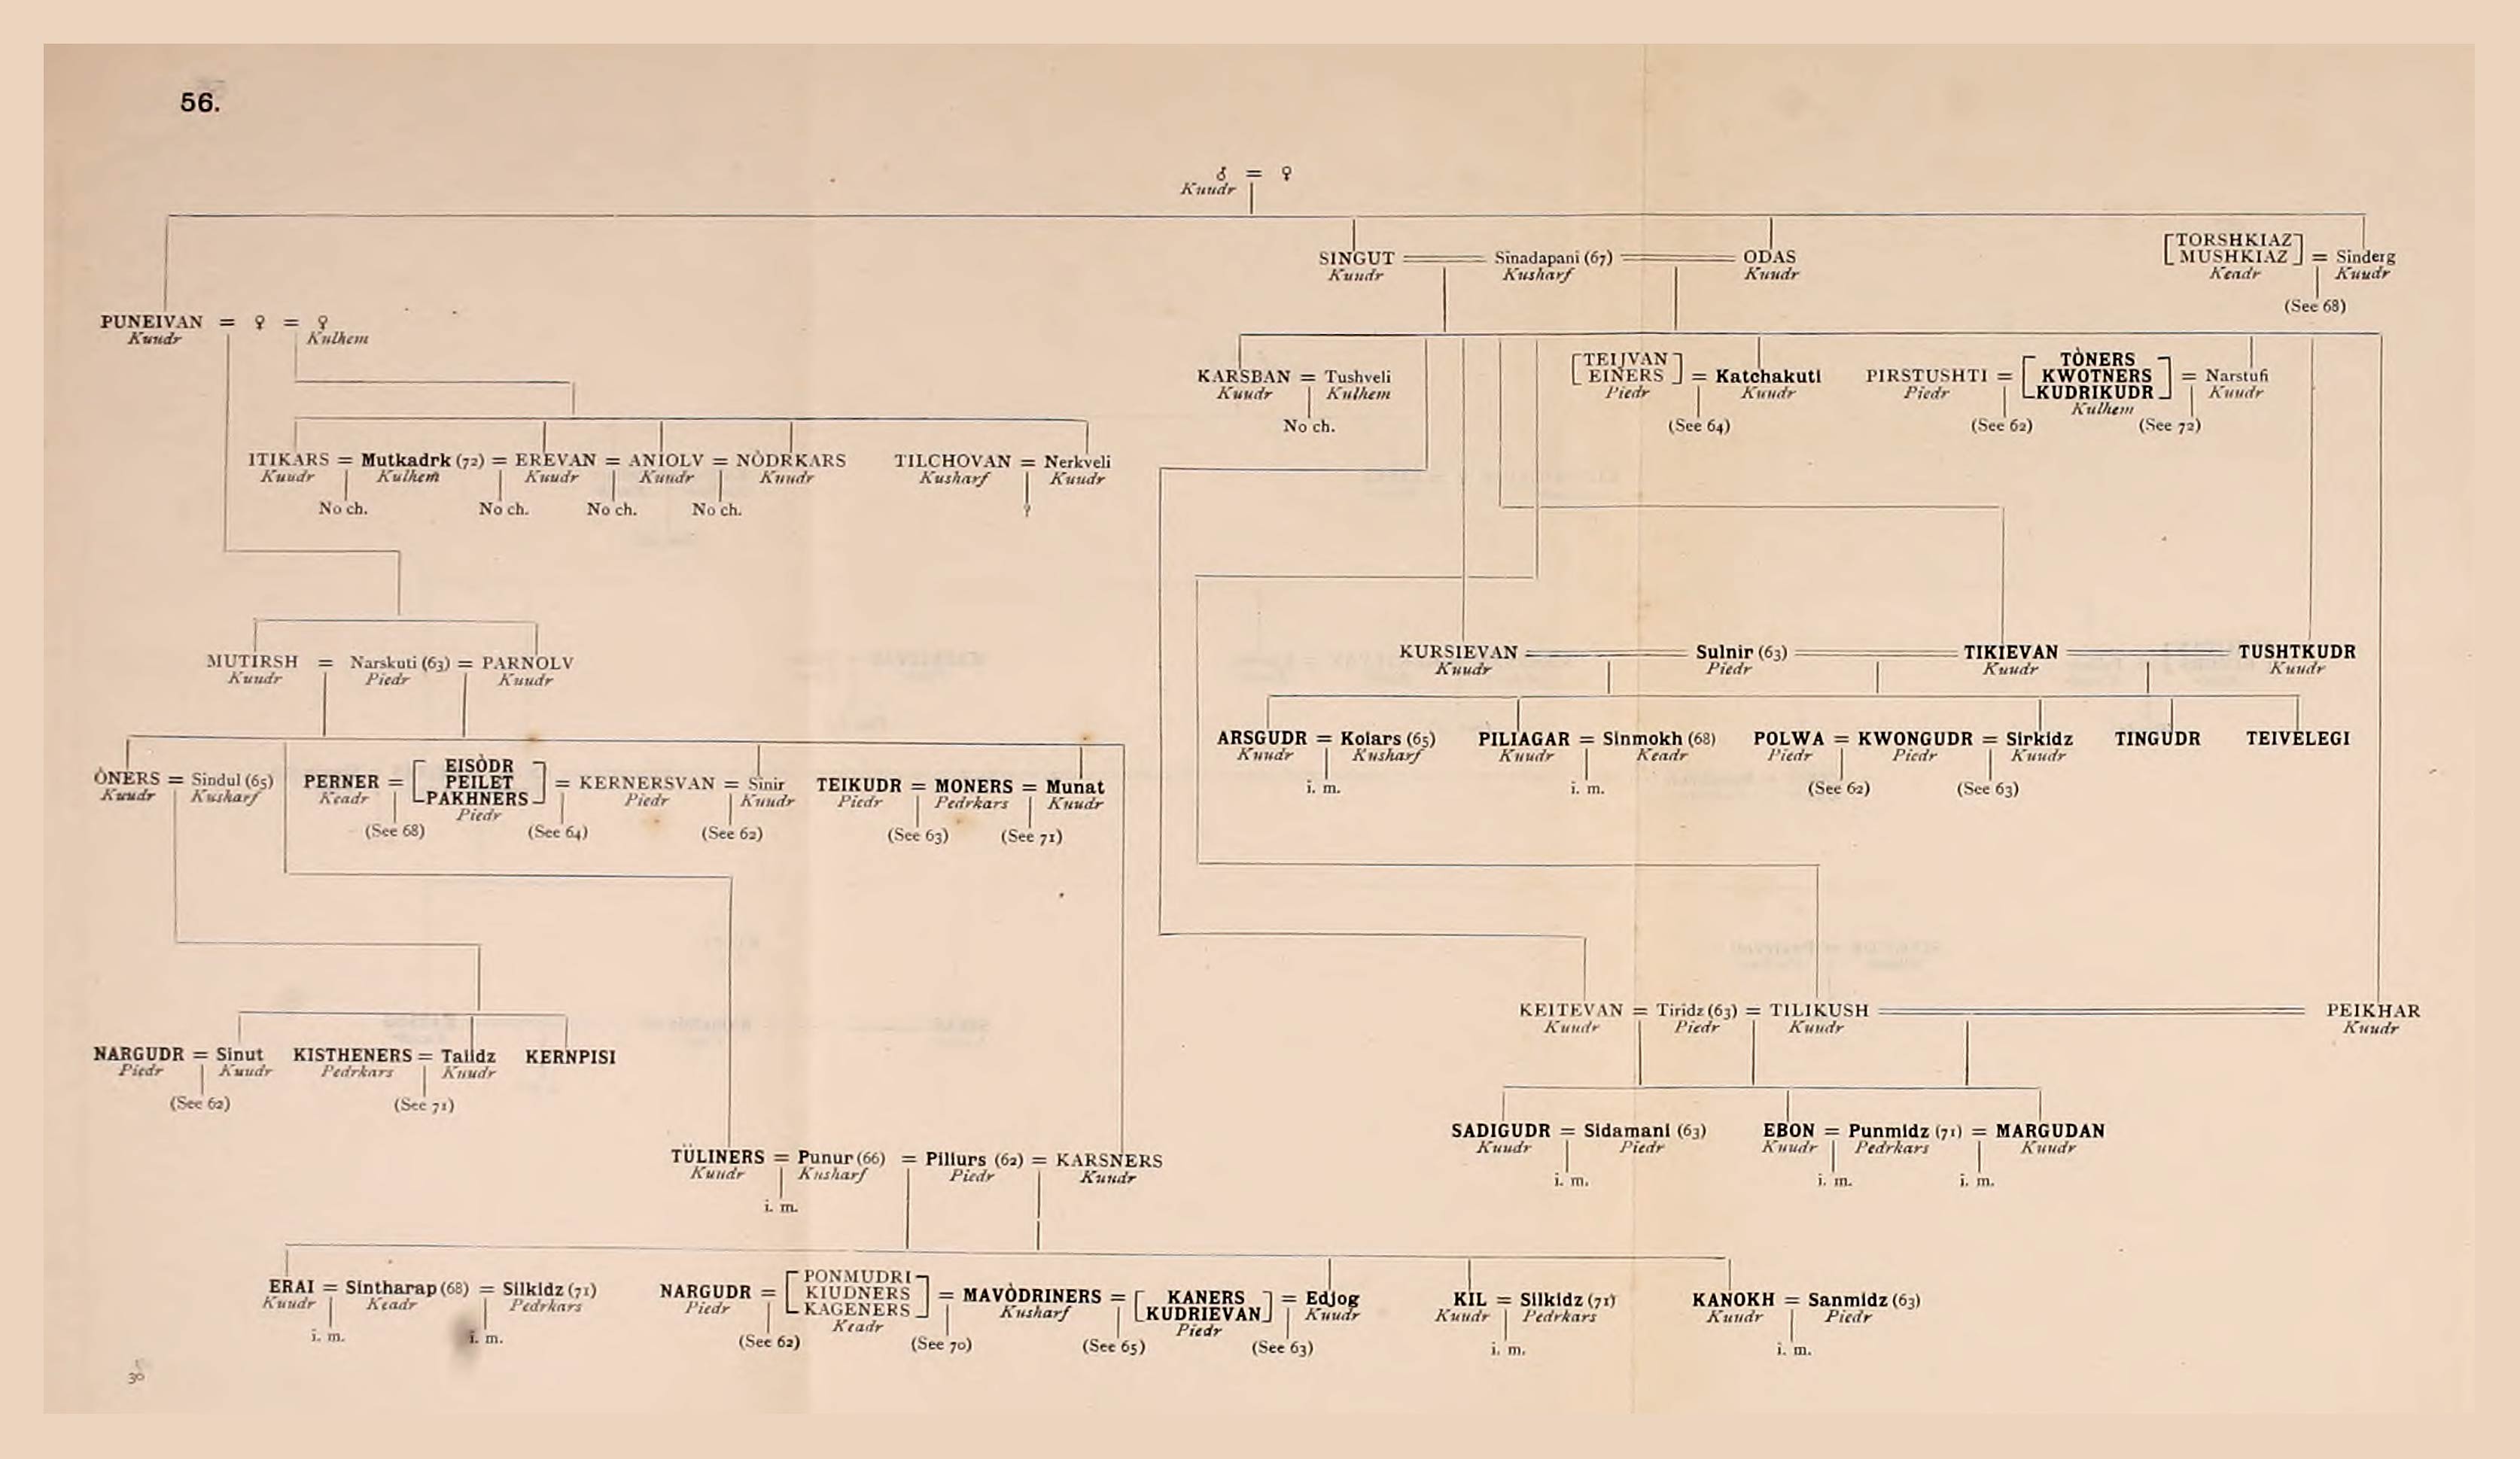 56.
♂ = ♀
Kuudr
SINGUT Sinadapani (67) ODAS
Kuudr Kusharf Kuudr
[TORSHKIAZ MUSHKIAZ] = Sinderg
Keadr Kuudr
(See 68)
PUNEIVAN = ♀ = ♀
Kuudr Kulhem
KARSBAN = Tushveli
Kuudr Kulhem
No ch.
[TEIJVAN
EINERS] = Katchakuti
Piedr Kuudr
(See 64)
PIRSTUSHTI = [TÒNERS
KWOTNERS
KUDRIKUDR] = Narstufi
Piedr Kulhem Kuudr
(See 62) (See 72)
ITIKARS = Mutkadrk (72) = EREVAN = ANIOLV = NÒDRKARS
Kuudr Kulhem Kuudr Kuudr Kuudr
No ch. No ch. No ch. No ch.
TILCHOVAN = Nerkveli
Kusharf Kuudr
?
MUTIRSH = Narskuti (63) = PARNOLV
Kuudr Piedr Kuudr
KURSIEVAN Sulnir (63) TIKIEVAN TUSHTKUDR
Kuudr Piedr Kuudr Kuudr
ARSGUDR = Kolars (65) PILIAGAR = Sinmokh (68) POLWA = KWONGUDR = Sirkidz TINGUDR TEIVELEGI
Kuudr Kusharf Kuudr Keadr Piedr Piedr Kuudr
i. m. i. m. (See 62) (See 63)
ÒNERS = Sindul (65)
Kuudr Kusharf
PERNER = [EISÒDR
PEILET
PAKHNERS] = KERNERSVAN = Sinir
Keadr Piedr Piedr Kuudr
(See 68) (See 64) (See 62)
TEIKUDR = MONERS = Munat
Piedr Pedrkars Kuudr
(See 63) (See 71)
NARGUDR = Sinut KISTHENERS = Talidz KERNPISI
Piedr Kuudr Pedrkars Kuudr
(See 62) (See 71)
KEITEVAN = Tiridz (63) = TILIKUSH PEIKHAR
Kuudr Piedr Kuudr Kuudr
SADIGUDR = Sidamani (63) EBON = Punmidz (71) = MARGUDAN
Kuudr Piedr Kuudr Pedrkars Kuudr
i. m. i. m. i. m.
TÜLINERS = Punur (66) = Pillurs (62) = KARSNERS
Kuudr Kusharf Piedr Kuudr
i. m.
ERAI = Sintharap (68) = Silkidz (71)
Kuudr Keadr Pedrkars
i. m. i. m.
NARGUDR = [PONMUDRI
KIUDNERS
KAGENERS] = MAVÒDRINERS = [KANERS
KUDRIEVAN] = Edjog
Piedr Keadr Kusharf Piedr Kuudr
(See 62) (See 70) (See 65) (See 63)
KIL = Silkidz (71)
Kuudr Pedrkars
i. m.
KANOKH = Sanmidz (63)
Kuudr Piedr
i. m.